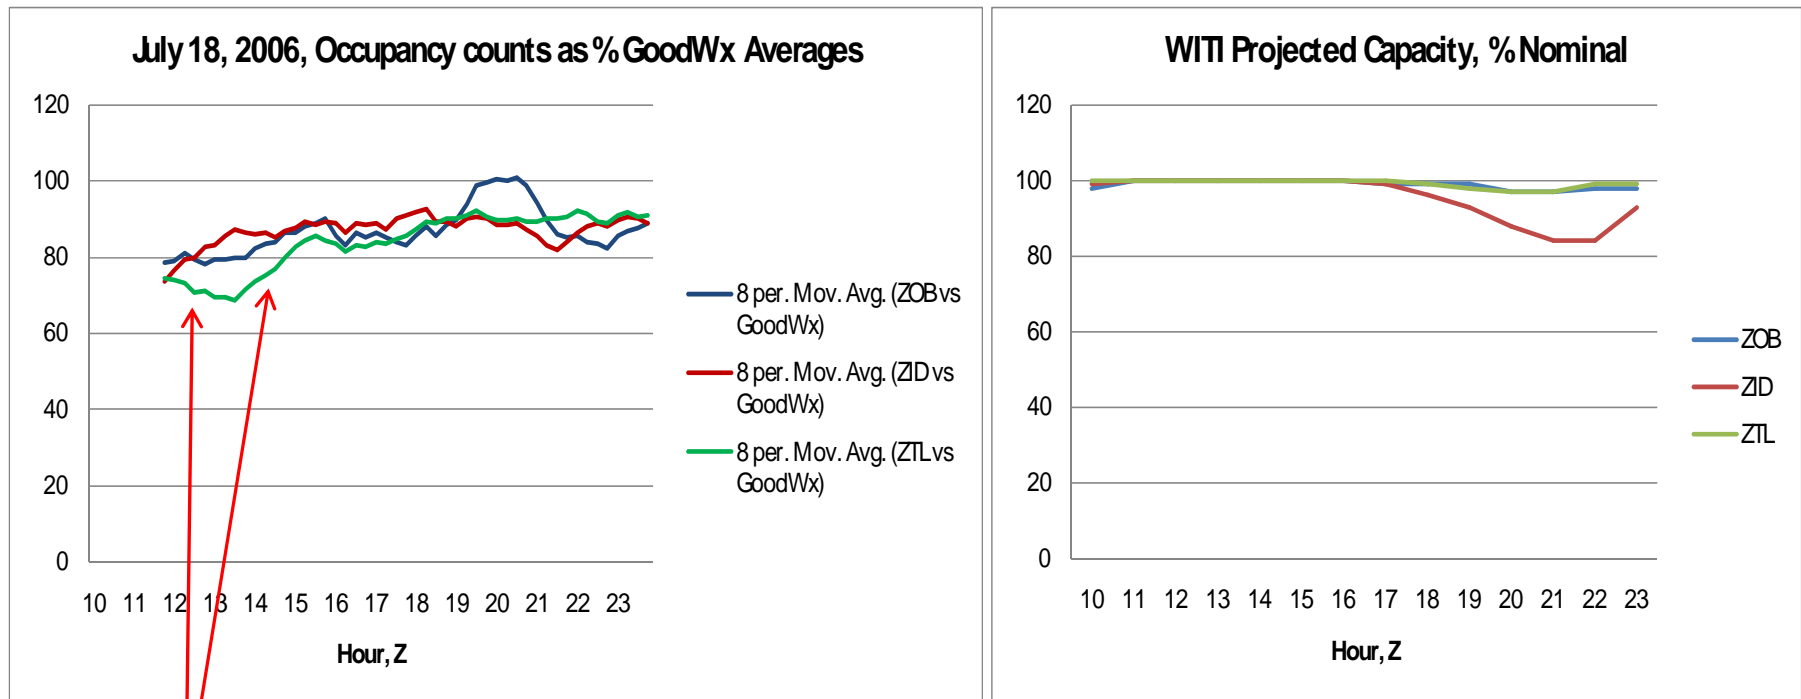 July 18, 2006, Occupancy counts as % GoodWx Averages
120
100
80
60
40
20
0
10 11 12 13 14 15 16 17 18 19 20 21 22 23
Hour, Z
8 per. Mov. Avg. (ZOB vs
GoodWx)
8 per. Mov. Avg. (ZID vs
GoodWx)
8 per. Mov. Avg. (ZTL vs
GoodWx)
WITI Projected Capacity, % Nominal
120
100
80
60
40
20
0
10 11 12 13 14 15 16 17 18 19 20 21 22 23
Hour, Z
ZOB
ZID
ZTL